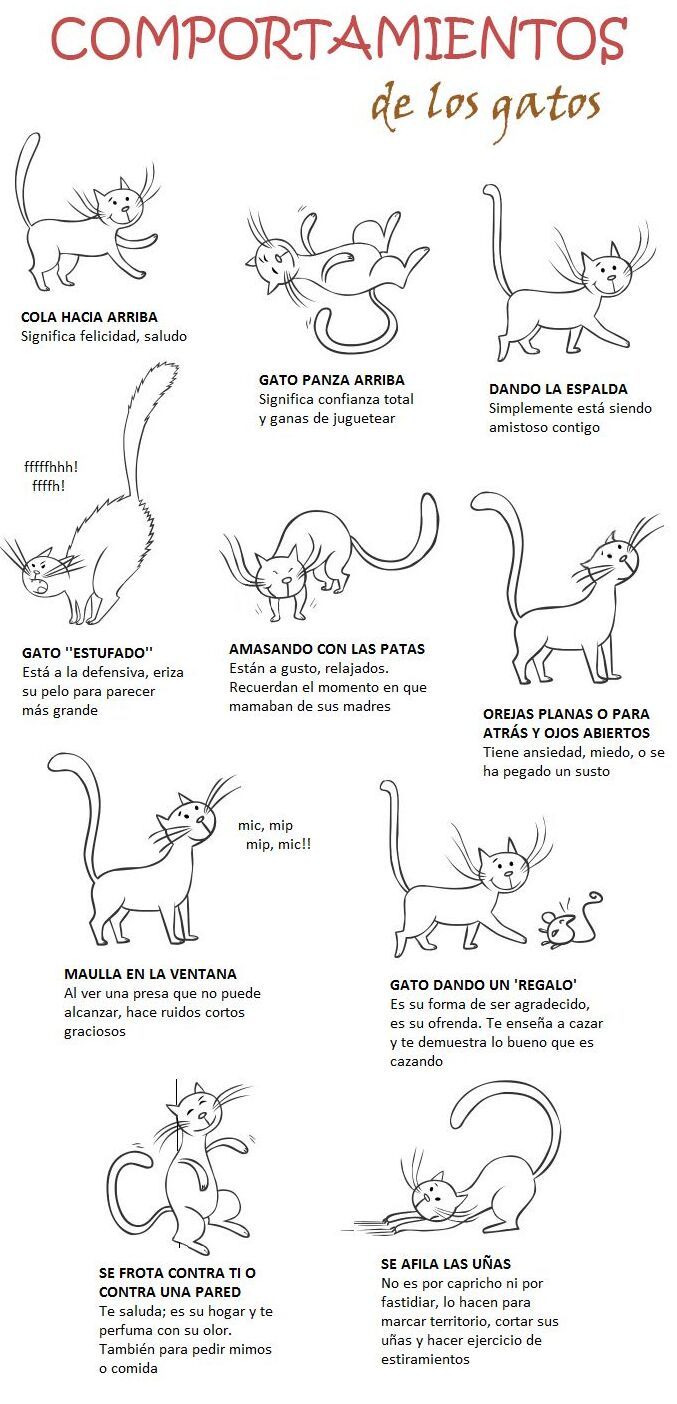 COMPORTAMIENTOS
de los gatos
COLA HACIA ARRIBA
Significa felicidad, saludo
GATO PANZA ARRIBA
Significa confianza total
y ganas de juguetear
DANDO LA ESPALDA
Simplemente está siendo
amistoso contigo
fffffhhh!
ffffh!
GATO "ESTUFADO"
Está a la defensiva, eriza
su pelo para parecer
más grande
AMASANDO CON LAS PATAS
Están a gusto, relajados.
Recuerdan el momento en que
mamaban de sus madres
OREJAS PLANAS O PARA
ATRÁS Y OJOS ABIERTOS
Tiene ansiedad, miedo, o se
ha pegado un susto
mic, mip
mip, mic!!
MAULLA EN LA VENTANA
Al ver una presa que no puede
alcanzar, hace ruidos cortos
graciosos
GATO DANDO UN 'REGALO'
Es su forma de ser agradecido,
es su ofrenda. Te enseña a cazar
y te demuestra lo bueno que es
cazando
SE FROTA CONTRA TI O
CONTRA UNA PARED
Te saluda; es su hogar y te
perfuma con su olor.
También para pedir mimos
o comida
SE AFILA LAS UÑAS
No es por capricho ni por
fastidiar, lo hacen para
marcar territorio, cortar sus
uñas y hacer ejercicio de
estiramientos